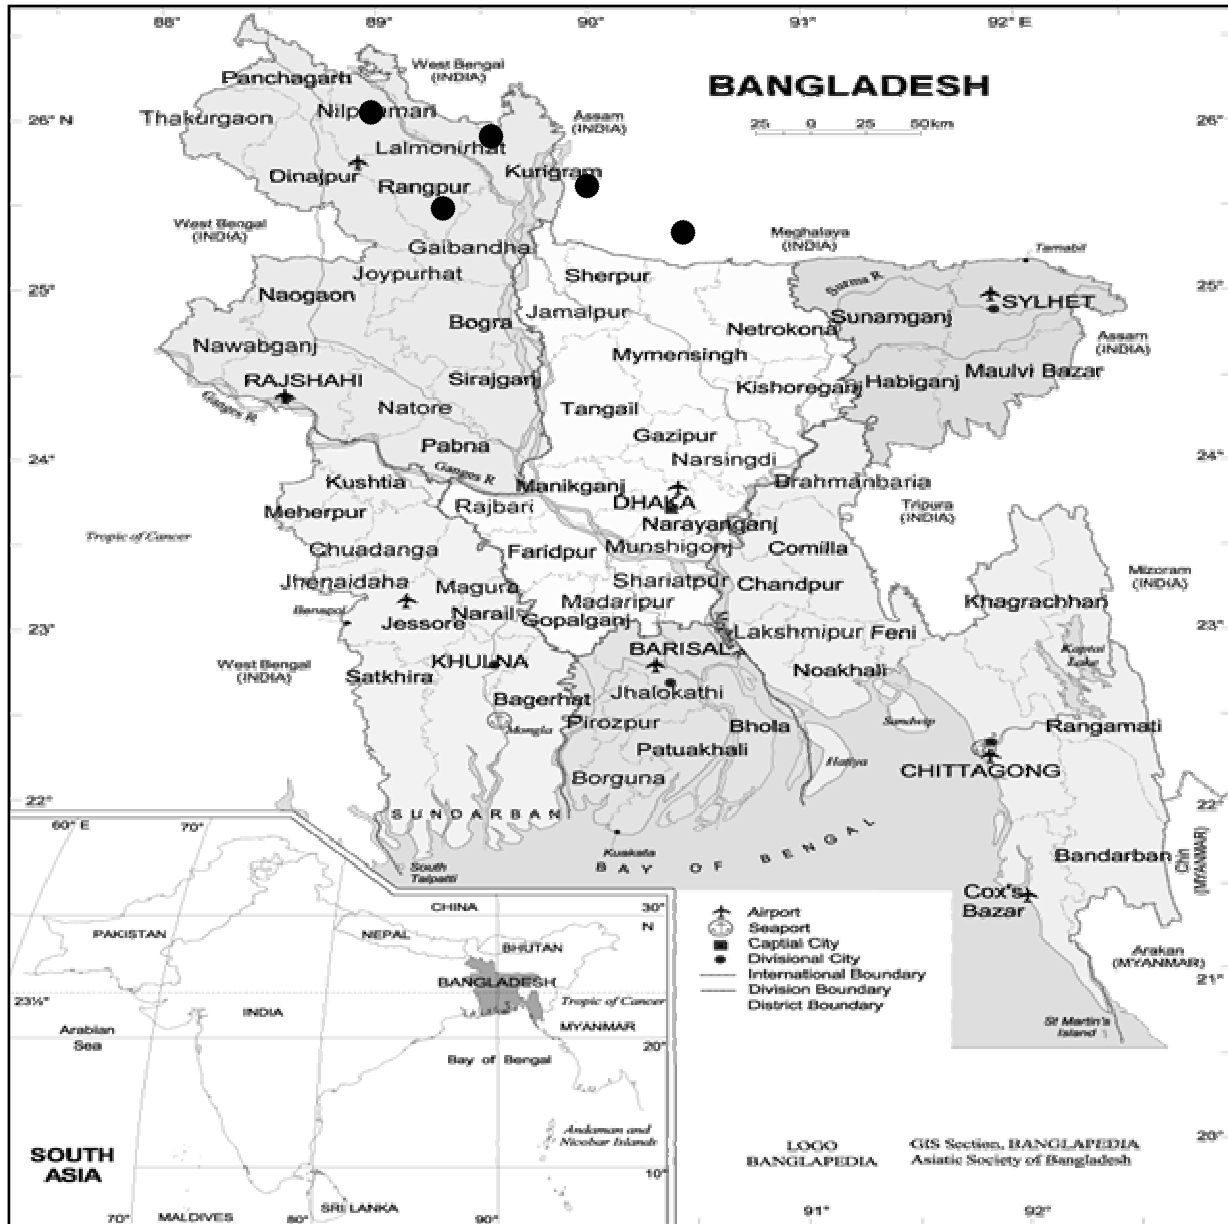 88° 89° 90° 91° 92° E
West Bengal
(INDIA)
Panchagarh
BANGLADESH
25 0 25 50 km
Thakurgaon
26° N
26°
Assam
(INDIA)
Lalmonirhat
Kurigram
Dinajpur
Rangpur
West Bengal
(INDIA)
Meghalaya
(INDIA)
Tamabil
Gaibandha
Joypurhat
Sherpur
Surma R
25°
25°
Naogaon
SYLHET
Jamalpur
Sunamganj
Bogra
Netrokona
Assam
(INDIA)
Nawabganj
Mymensingh
Maulvi Bazar
RAJSHAHI
Sirajganj
Kishoreganj
Habiganj
Ganges R
Natore
Tangail
Gazipur
Pabna
24°
24°
Narsingdi
Ganges R
Kushtia
Manikganj
Brahmanbaria
DHAKA
Rajbari
Meherpur
Tripura
(INDIA)
Narayanganj
Tropic of Cancer
Chuadanga
Faridpur
Munshigonj
Comilla
Jhenaidaha
Magura
Shariatpur
Chandpur
Mizoram
(INDIA)
Madaripur
Khagrachhari
Benapol
Narail
Jessore
Gopalganj
23°
23°
Lakshmipur
Feni
BARISAL
Kaptai
Lake
KHULNA
West Bengal
(INDIA)
Satkhira
Noakhali
Jhalokathi
Bagerhat
Pirozpur
Mongla
Bhola
Sandwip
Rangamati
Patuakhali
Hatiya
CHITTAGONG
Borguna
22°
22°
SUNDARBAN
Kuakata
BAY OF BENGAL
South
Talpatti
Bandarban
Chin
(MYANMAR)
Cox's
Bazar
Airport
Seaport
Captial City
Divisional City
International Boundary
Division Boundary
District Boundary
Arakan
(MYANMAR)
21°
St Martin's
Island
20°
60° E 70°
CHINA
30°
N
PAKISTAN
NEPAL
BHUTAN
BANGLADESH
23½°
Tropic of Cancer
INDIA
MYANMAR
Arabian
Sea
20°
Bay of Bengal
Andaman and
Nicobar Islands
SOUTH
ASIA
10°
SRI LANKA
MALDIVES
70° 80° 90°
LOGO
BANGLAPEDIA
GIS Section, BANGLAPEDIA
Asiatic Society of Bangladesh
91° 92°